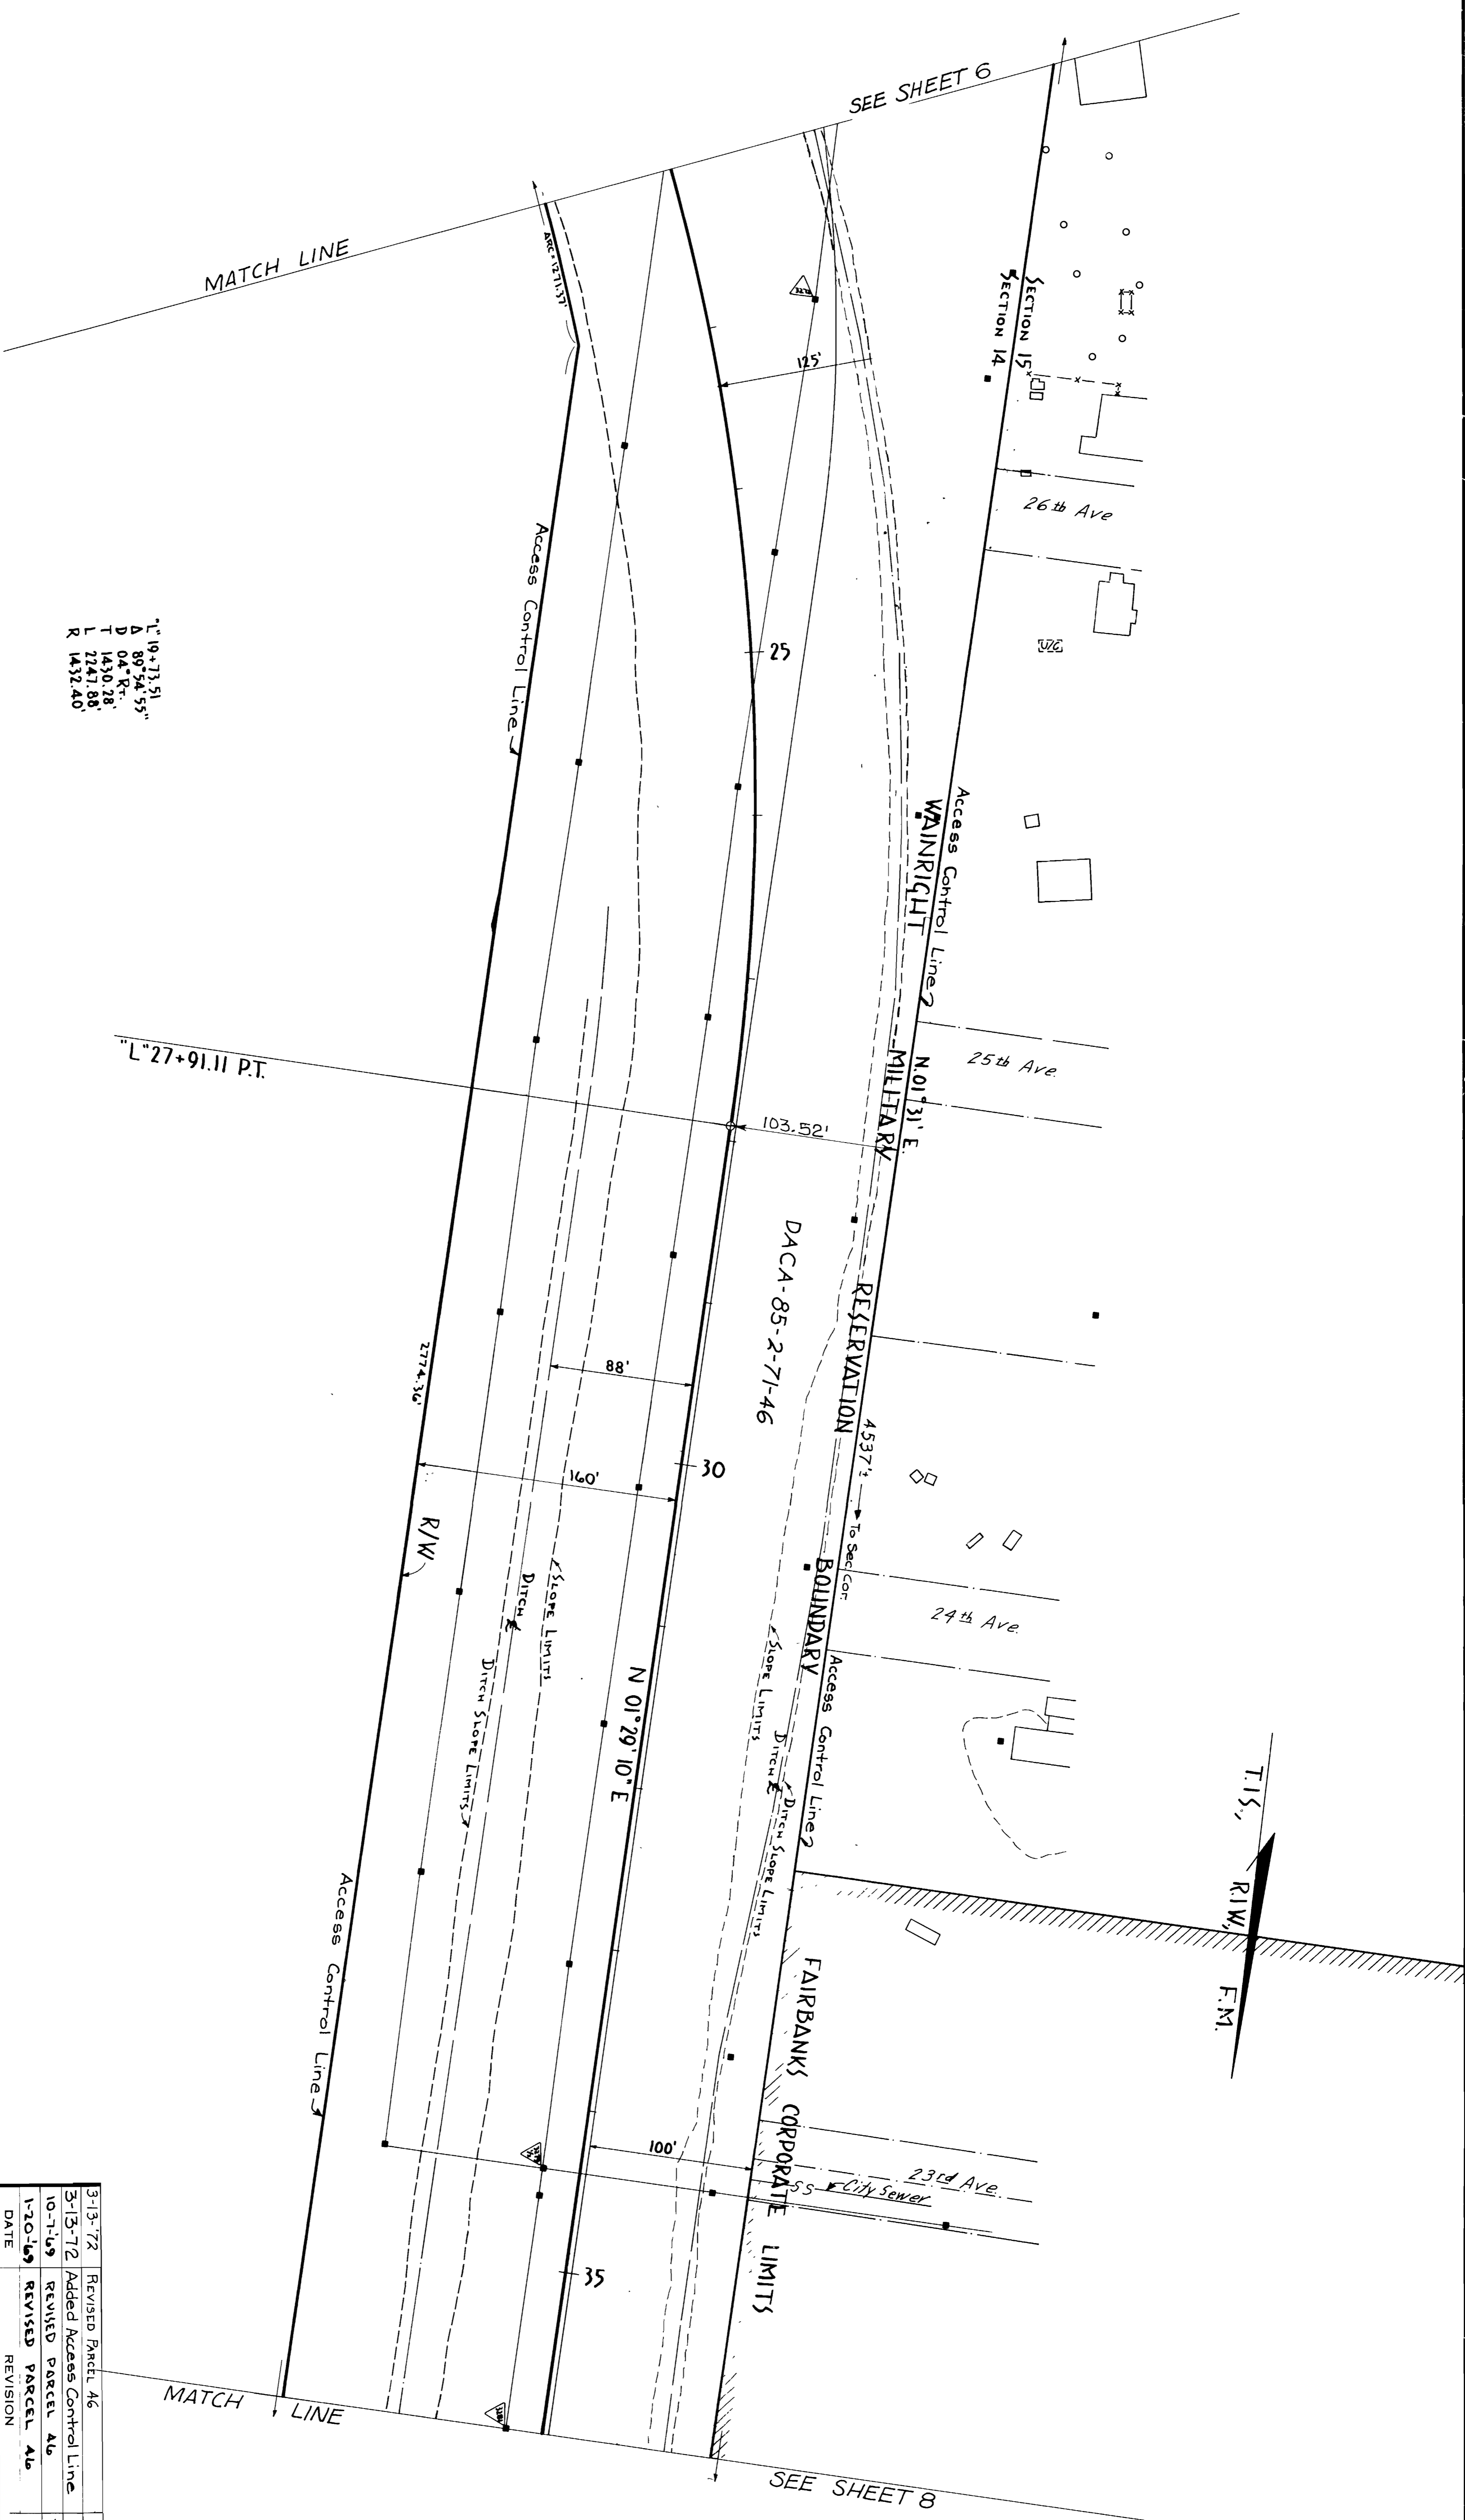 SEE SHEET 6
MATCH LINE
ARC=1271.37'
SECTION 15
SECTION 14
125'
26th Ave
Access Control Line
25
"L" 19+73.51
Δ 89°54'55"
D 04° RT.
T 1430.28'
L 2247.88'
R 1432.40'
U/G
Access Control Line
WAINRIGHT MILITARY RESERVATION BOUNDARY
N.01°31' E.
25th Ave.
"L" 27+91.11 P.T.
103.52'
DACA-85-2-71-46
2774.36'
88'
4537'±
To Sec. Cor.
160'
30
R/W
24th Ave.
SLOPE LIMITS
DITCH ℄
DITCH SLOPE LIMITS
N 01°29'10" E
SLOPE LIMITS
DITCH ℄
DITCH SLOPE LIMITS
Access Control Line
T.1S., R.1W., F.M.
Access Control Line
FAIRBANKS CORPORATE LIMITS
100'
23rd Ave.
SS City Sewer
35
MATCH LINE
SEE SHEET 8
3-13-'72 REVISED PARCEL 46
3-13-72 Added Access Control Line
10-7-'69 REVISED PARCEL 46
1-20-'69 REVISED PARCEL 46
DATE REVISION